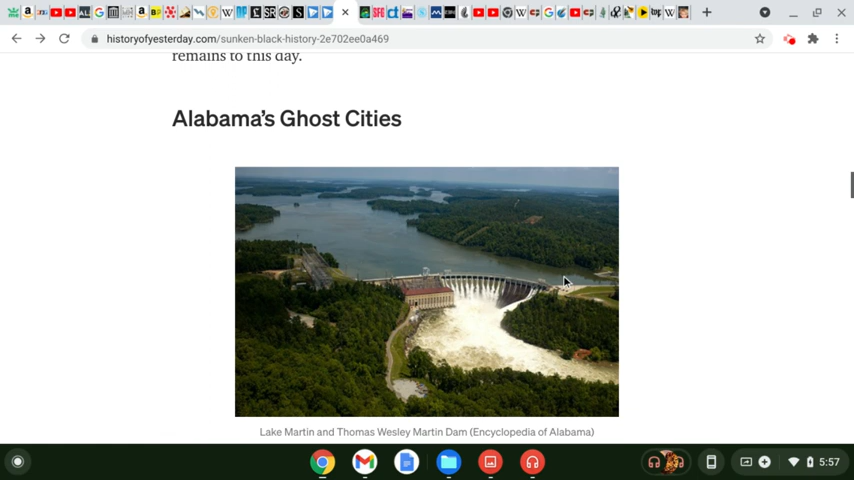 historyofyesterday.com/sunken-black-history-2e702ee0a469
remains to this day.
Alabama's Ghost Cities
Lake Martin and Thomas Wesley Martin Dam (Encyclopedia of Alabama)
5:57